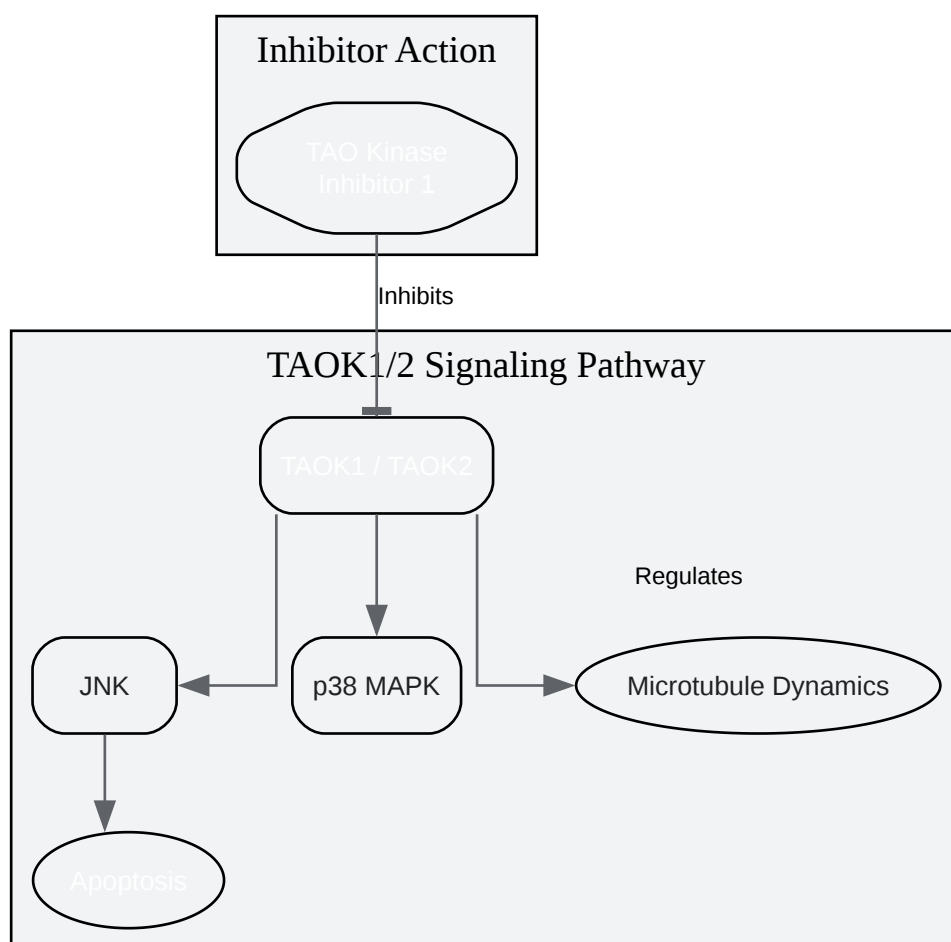 Inhibitor Action
TAO Kinase
Inhibitor 1
Inhibits
TAOK1/2 Signaling Pathway
TAOK1 / TAOK2
Regulates
JNK
p38 MAPK
Microtubule Dynamics
Apoptosis